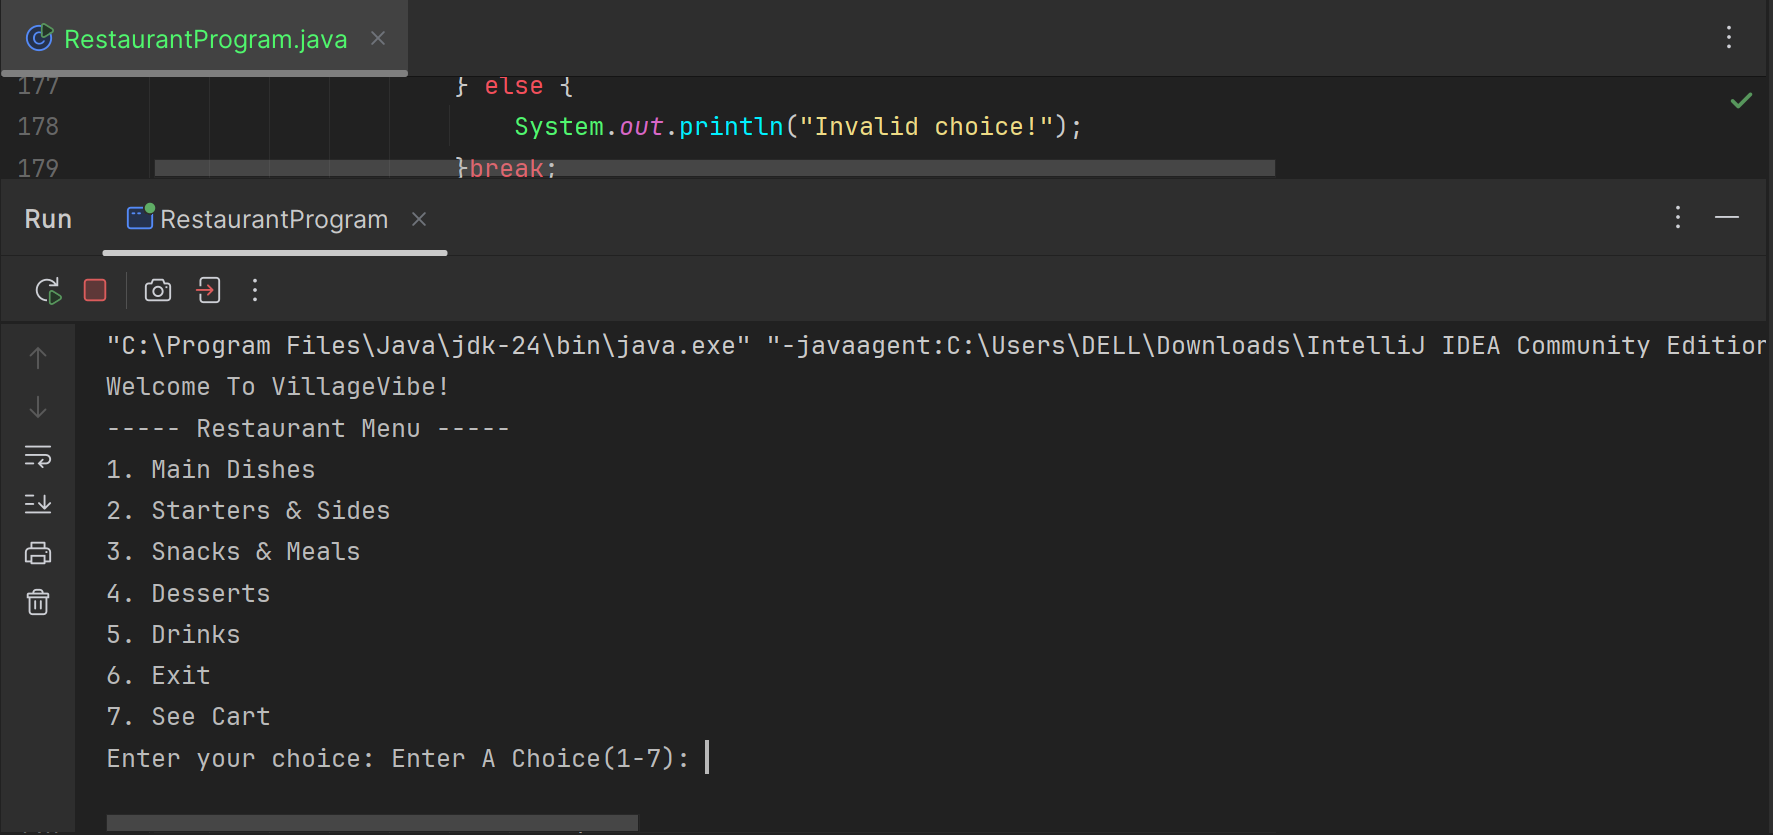 RestaurantProgram.java
177 } else {
178 System.out.println("Invalid choice!");
179 }break;
Run RestaurantProgram
"C:\Program Files\Java\jdk-24\bin\java.exe" "-javaagent:C:\Users\DELL\Downloads\IntelliJ IDEA Community Edition
Welcome To VillageVibe!
----- Restaurant Menu -----
1. Main Dishes
2. Starters & Sides
3. Snacks & Meals
4. Desserts
5. Drinks
6. Exit
7. See Cart
Enter your choice: Enter A Choice(1-7):